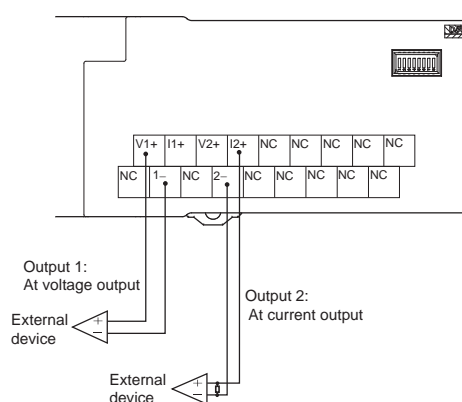 V1+ I1+ V2+ I2+ NC NC NC NC NC
NC 1– NC 2– NC NC NC NC NC
Output 1:
At voltage output
External
device
+
–
Output 2:
At current output
External
device
+
–